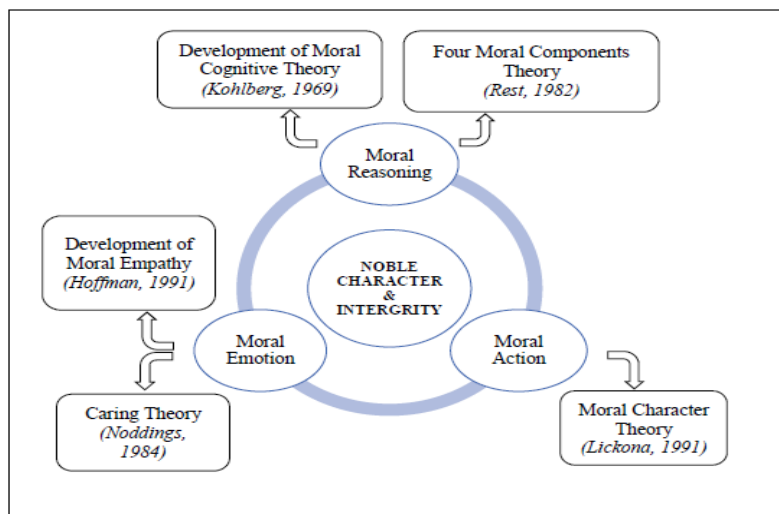 Development of Moral
Cognitive Theory
(Kohlberg, 1969)
Four Moral Components
Theory
(Rest, 1982)
Moral
Reasoning
Development of
Moral Empathy
(Hoffman, 1991)
NOBLE
CHARACTER
&
INTERGRITY
Moral
Emotion
Moral
Action
Caring Theory
(Noddings,
1984)
Moral Character
Theory
(Lickona, 1991)